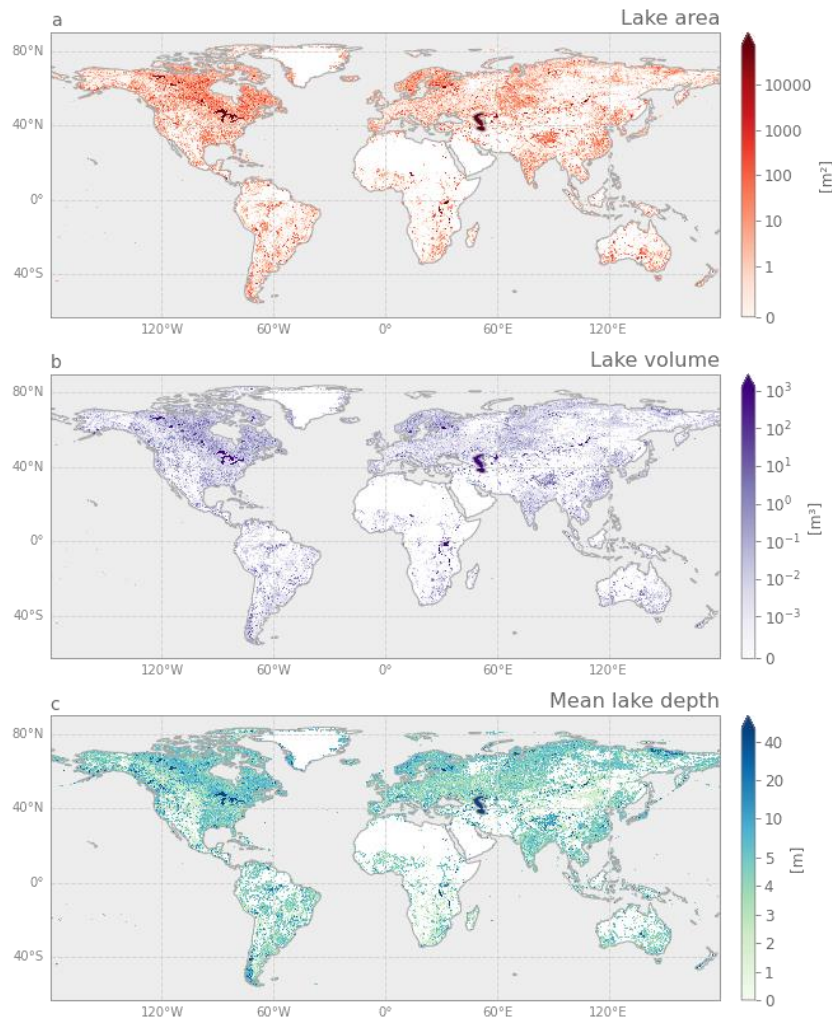 a Lake area
80°N
40°N
0°
40°S
120°W 60°W 0° 60°E 120°E
10000
1000
100
10
1
0
[m²]
b Lake volume
80°N
40°N
0°
40°S
120°W 60°W 0° 60°E 120°E
10³
10²
10¹
10⁰
10⁻¹
10⁻²
10⁻³
0
[m³]
c Mean lake depth
80°N
40°N
0°
40°S
120°W 60°W 0° 60°E 120°E
40
20
10
5
4
3
2
1
0
[m]